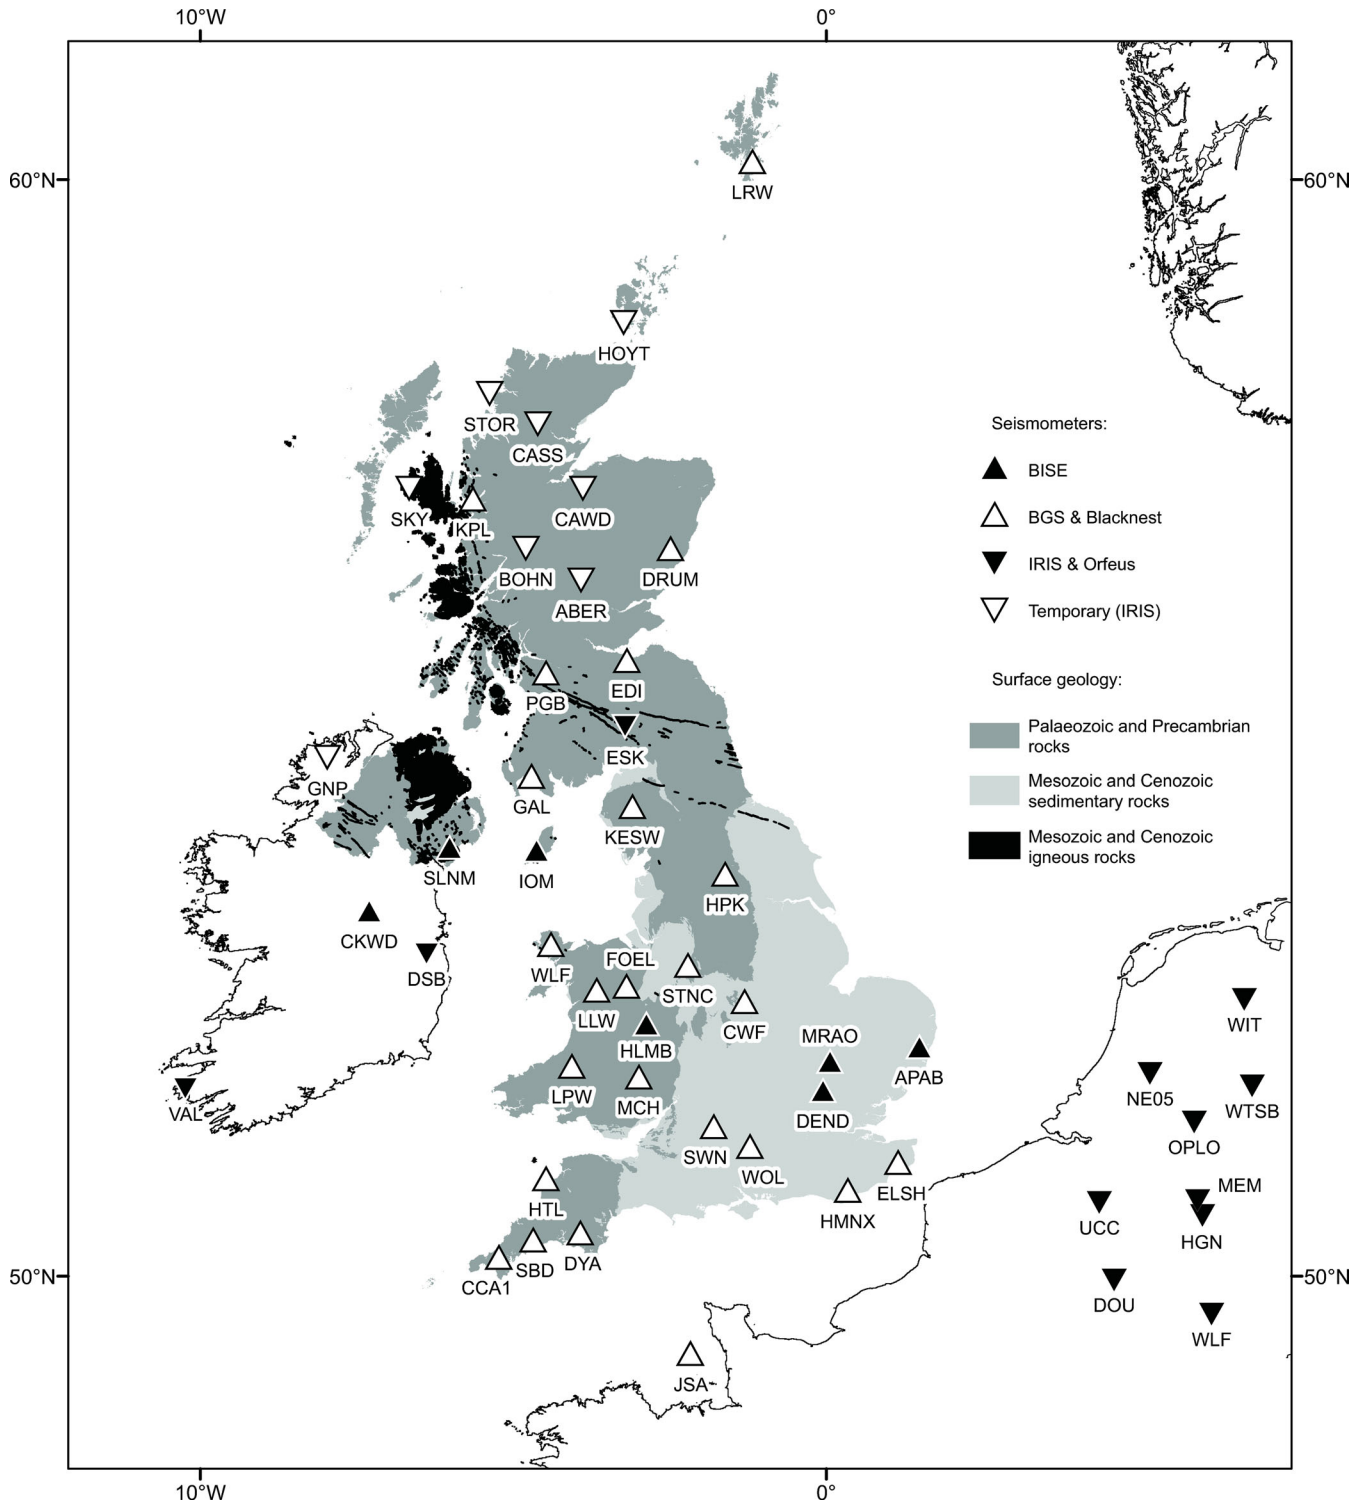 10°W
0°
60°N
60°N
LRW
HOYT
STOR
CASS
Seismometers:
BISE
SKY
KPL
CAWD
BGS & Blacknest
BOHN
DRUM
IRIS & Orfeus
ABER
Temporary (IRIS)
EDI
Surface geology:
PGB
Palaeozoic and Precambrian
rocks
ESK
GNP
GAL
Mesozoic and Cenozoic
sedimentary rocks
KESW
Mesozoic and Cenozoic
igneous rocks
SLNM
IOM
HPK
CKWD
DSB
WLF
FOEL
STNC
LLW
CWF
WIT
HLMB
MRAO
APAB
LPW
MCH
NE05
WTSB
VAL
DEND
OPLO
SWN
WOL
MEM
ELSH
HTL
HMNX
UCC
HGN
DYA
SBD
50°N
50°N
CCA1
DOU
WLF
JSA
10°W
0°